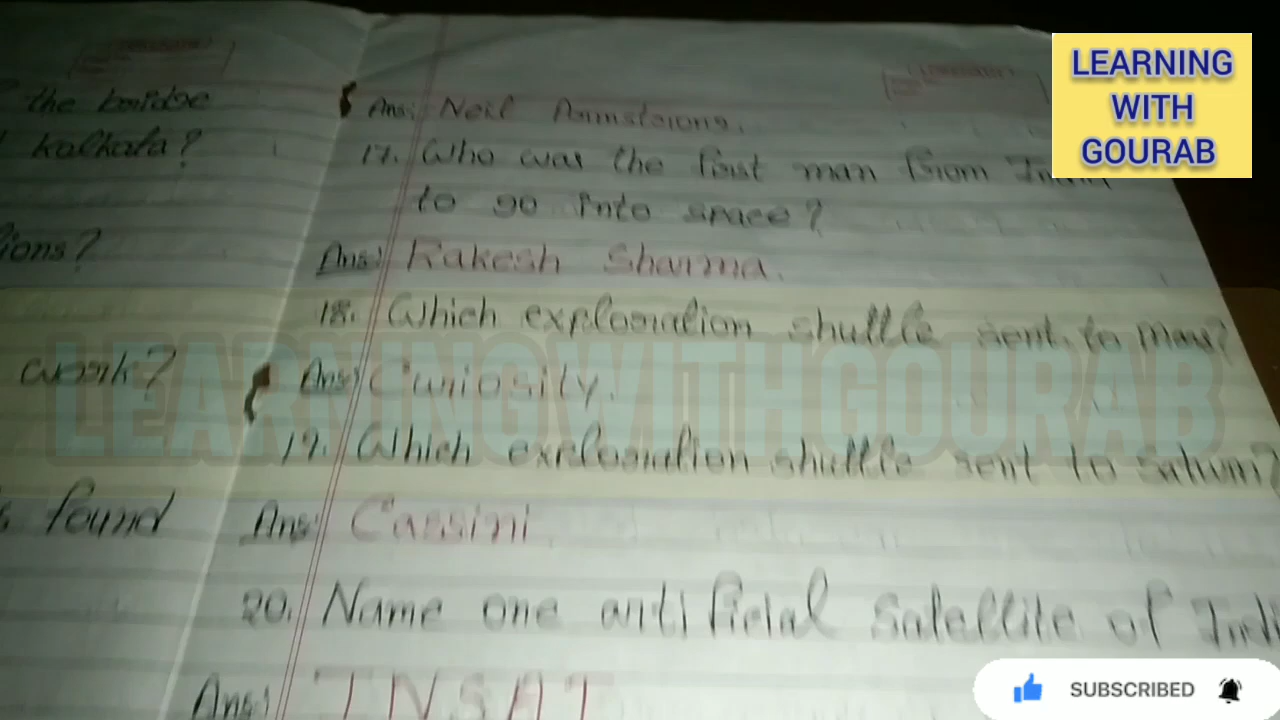 the bridge
kolkata?
ions?
work?
found
Ans: Neil Armstrong.
17. Who was the first man from India
to go into space?
Ans: Rakesh Sharma.
18. Which exploration shuttle sent to Mars?
Ans: Curiosity.
19. Which exploration shuttle sent to saturn?
Ans: Cassini
20. Name one artificial Satellite of Indi
Ans: INSAT
LEARNING
WITH
GOURAB
LEARNINGWITHGOURAB
SUBSCRIBED